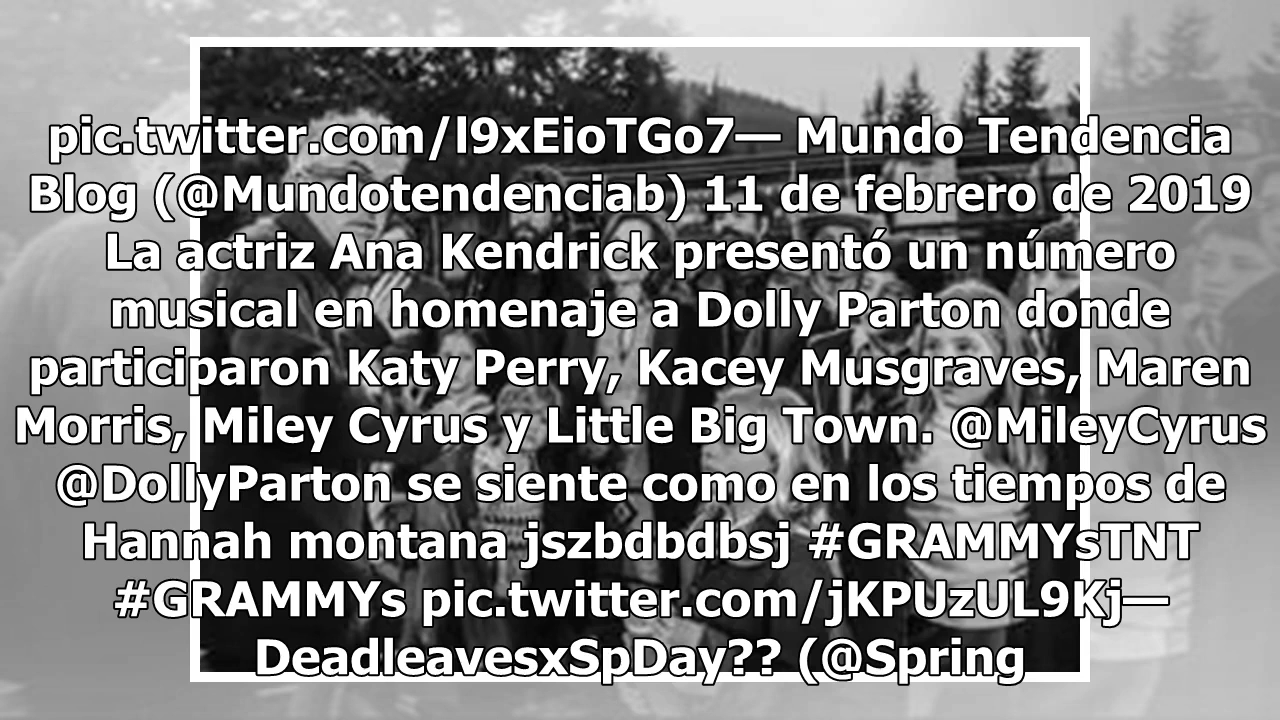 pic.twitter.com/l9xEioTGo7— Mundo Tendencia
Blog (@Mundotendenciab) 11 de febrero de 2019
La actriz Ana Kendrick presentó un número
musical en homenaje a Dolly Parton donde
participaron Katy Perry, Kacey Musgraves, Maren
Morris, Miley Cyrus y Little Big Town. @MileyCyrus
@DollyParton se siente como en los tiempos de
Hannah montana jszbdbdbsj #GRAMMYsTNT
#GRAMMYs pic.twitter.com/jKPUzUL9Kj—
DeadleavesxSpDay?? (@Spring